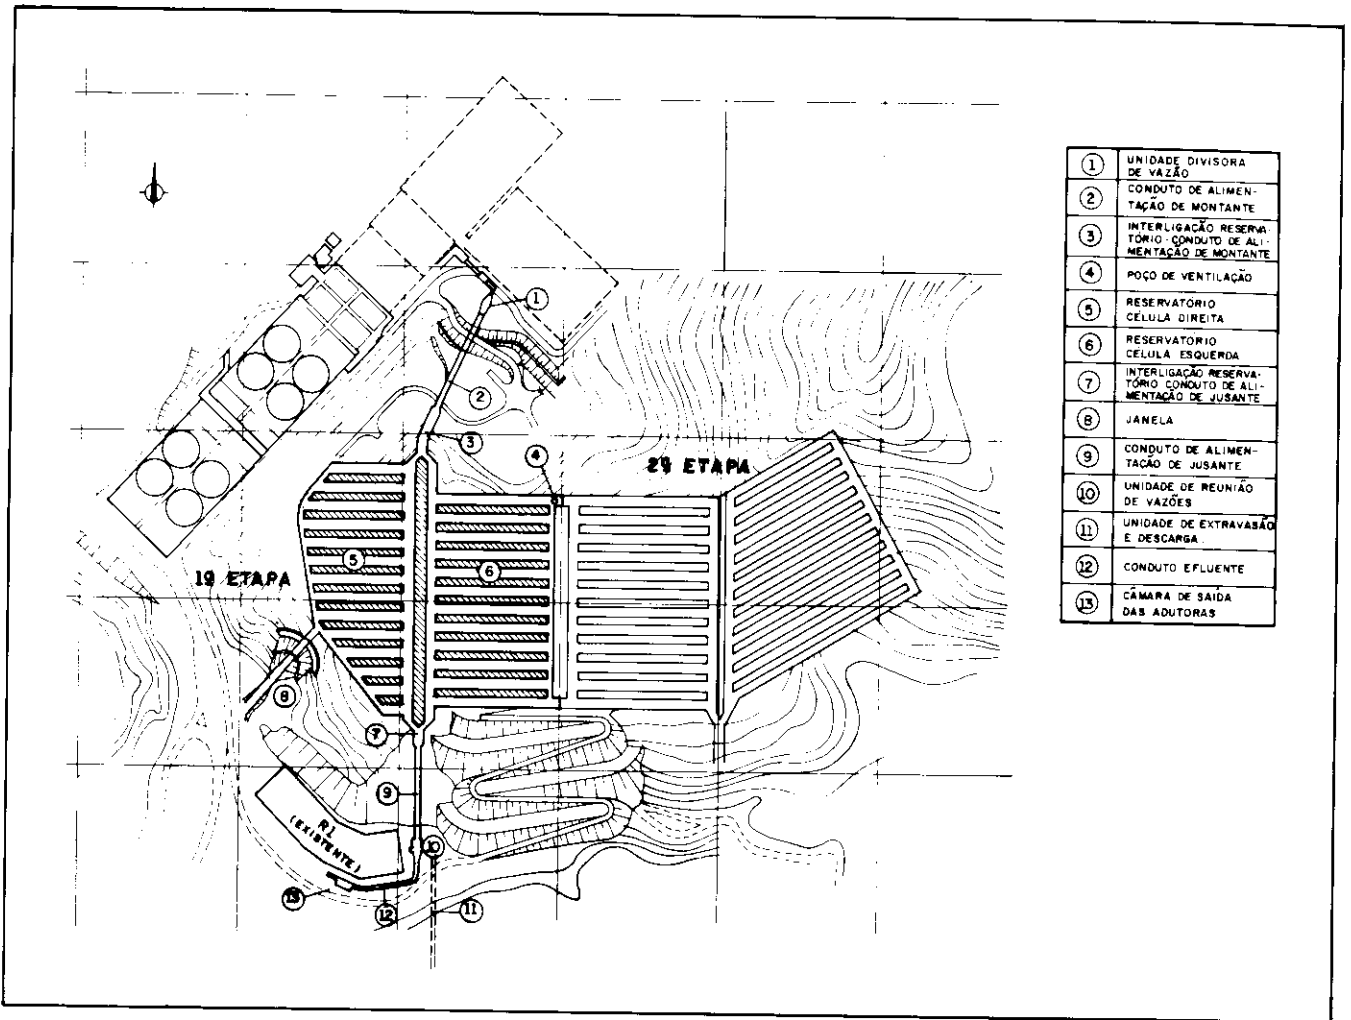 1
2
3
4
2ª ETAPA
1ª ETAPA
5
6
8
7
9
R1
(EXISTENTE)
10
13
12
11
1 UNIDADE DIVISORA
DE VAZÃO
2 CONDUTO DE ALIMEN-
TAÇÃO DE MONTANTE
3 INTERLIGAÇÃO RESERVA-
TÓRIO-CONDUTO DE ALI-
MENTAÇÃO DE MONTANTE
4 POÇO DE VENTILAÇÃO
5 RESERVATÓRIO
CÉLULA DIREITA
6 RESERVATÓRIO
CÉLULA ESQUERDA
7 INTERLIGAÇÃO RESERVA-
TÓRIO CONDUTO DE ALI-
MENTAÇÃO DE JUSANTE
8 JANELA
9 CONDUTO DE ALIMEN-
TAÇÃO DE JUSANTE
10 UNIDADE DE REUNIÃO
DE VAZÕES
11 UNIDADE DE EXTRAVASÃO
E DESCARGA
12 CONDUTO EFLUENTE
13 CÂMARA DE SAÍDA
DAS ADUTORAS